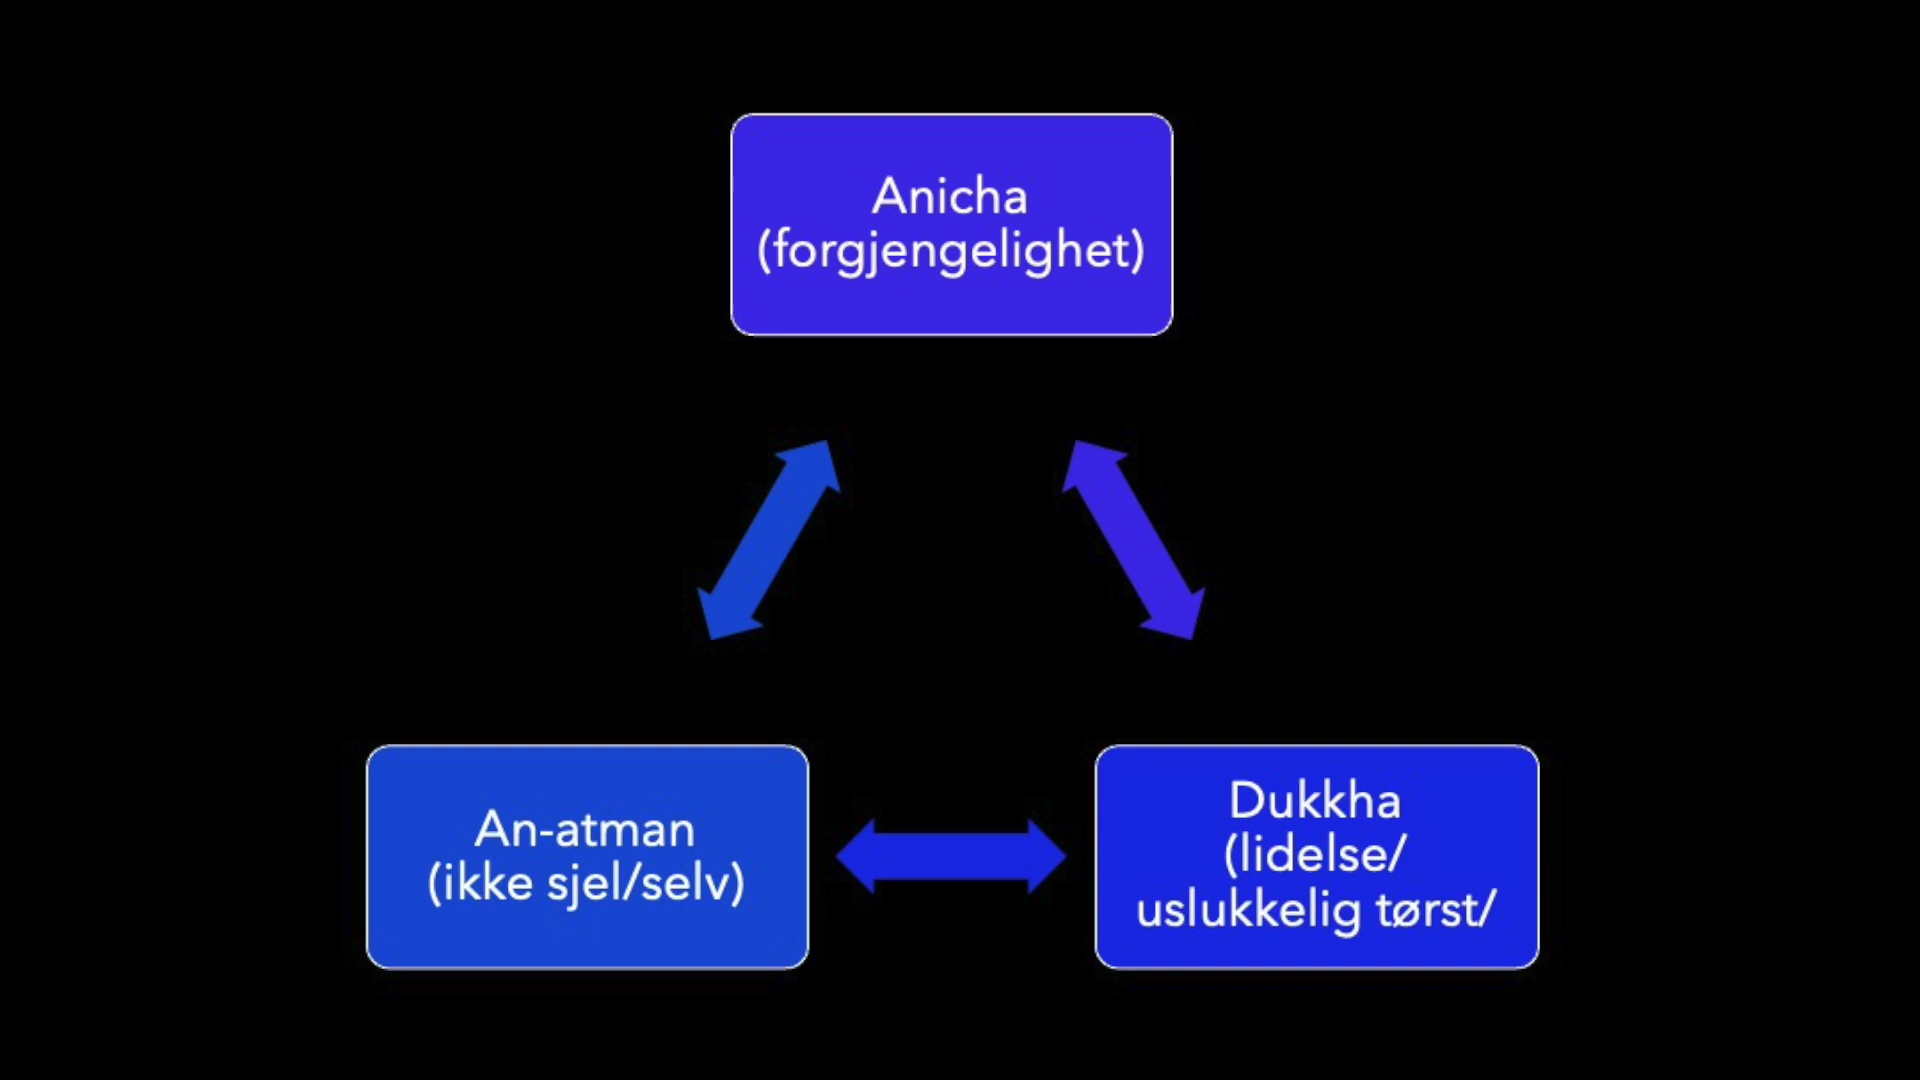 Anicha
(forgjengelighet)
An-atman
(ikke sjel/selv)
Dukkha
(lidelse/
uslukkelig tørst/